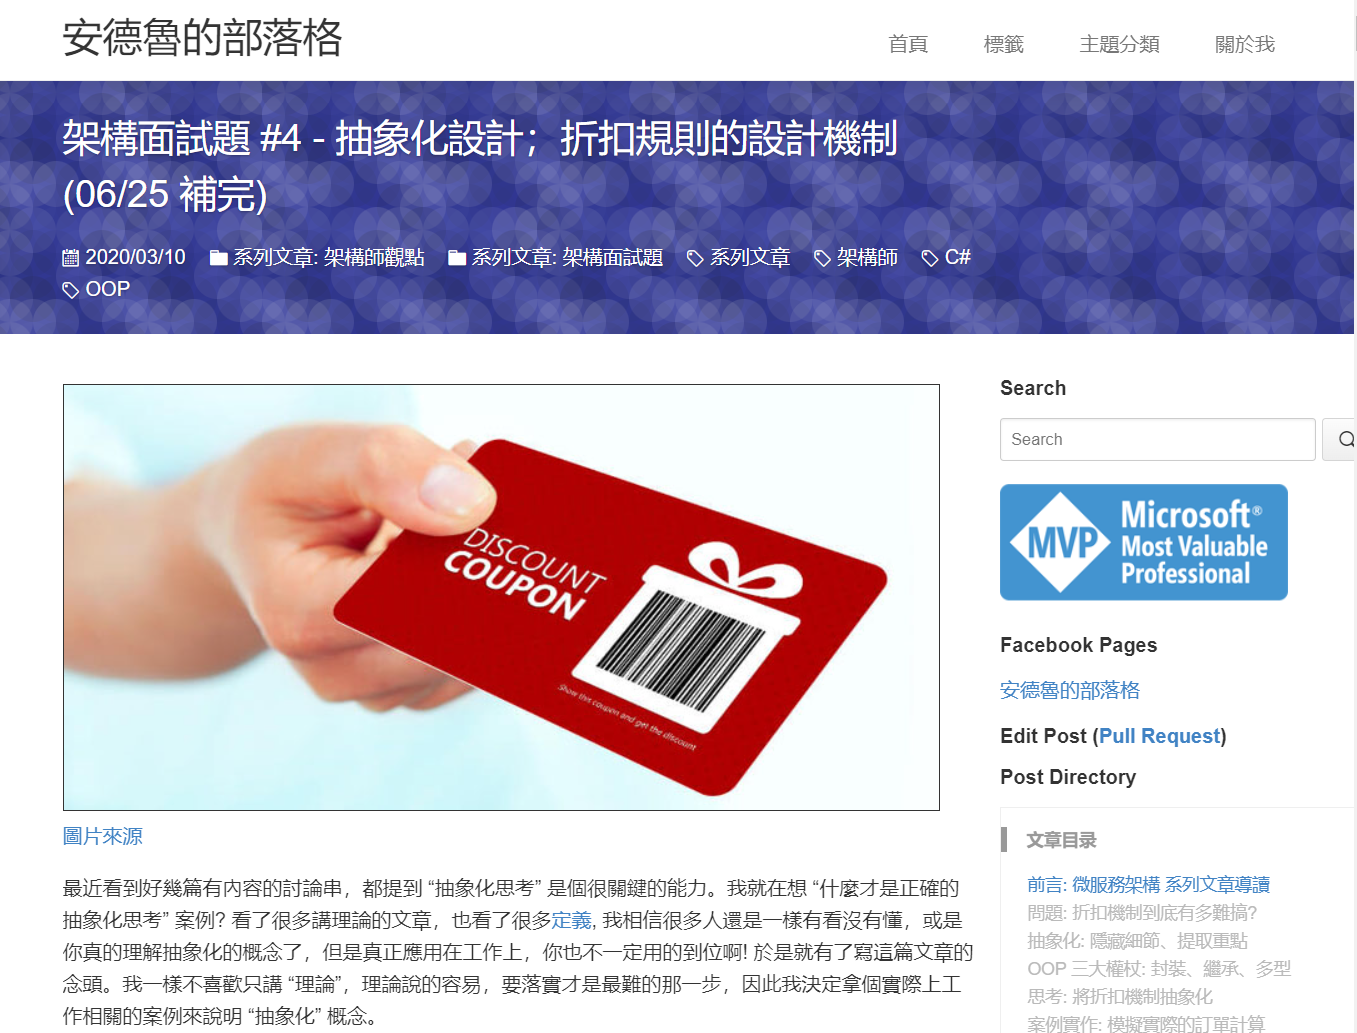 安德魯的部落格
首頁 標籤 主題分類 關於我
架構面試題 #4 - 抽象化設計；折扣規則的設計機制
(06/25 補完)
2020/03/10 系列文章: 架構師觀點 系列文章: 架構面試題 系列文章 架構師 C#
OOP
DISCOUNT
COUPON
Show this coupon and get the discount
圖片來源
最近看到好幾篇有內容的討論串，都提到 “抽象化思考” 是個很關鍵的能力。我就在想 “什麼才是正確的
抽象化思考” 案例? 看了很多講理論的文章，也看了很多定義, 我相信很多人還是一樣有看沒有懂，或是
你真的理解抽象化的概念了，但是真正應用在工作上，你也不一定用的到位啊! 於是就有了寫這篇文章的
念頭。我一樣不喜歡只講 “理論”，理論說的容易，要落實才是最難的那一步，因此我決定拿個實際上工
作相關的案例來說明 “抽象化” 概念。
Search
Search
MVP
Microsoft®
Most Valuable
Professional
Facebook Pages
安德魯的部落格
Edit Post (Pull Request)
Post Directory
文章目录
前言: 微服務架構 系列文章導讀
問題: 折扣機制到底有多難搞?
抽象化: 隱藏細節、提取重點
OOP 三大權杖: 封裝、繼承、多型
思考: 將折扣機制抽象化
案例實作: 模擬實際的訂單計算